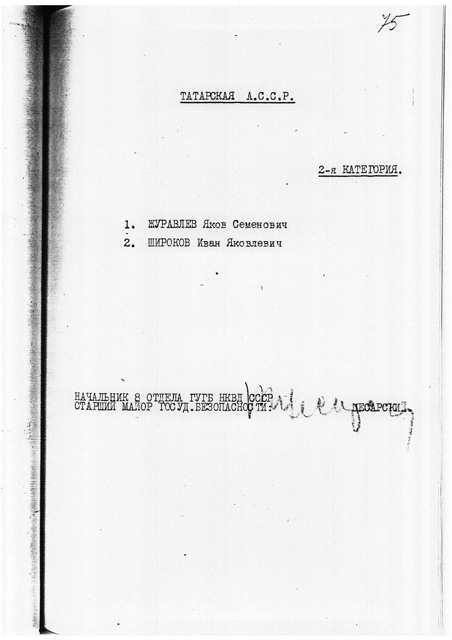 75
ТАТАРСКАЯ А.С.С.Р.
2-я КАТЕГОРИЯ.
1. ЖУРАВЛЕВ Яков Семенович
2. ШИРОКОВ Иван Яковлевич
НАЧАЛЬНИК 8 ОТДЕЛА ГУГБ НКВД СССР
СТАРШИЙ МАЙОР ГОСУД.БЕЗОПАСНОСТИ: